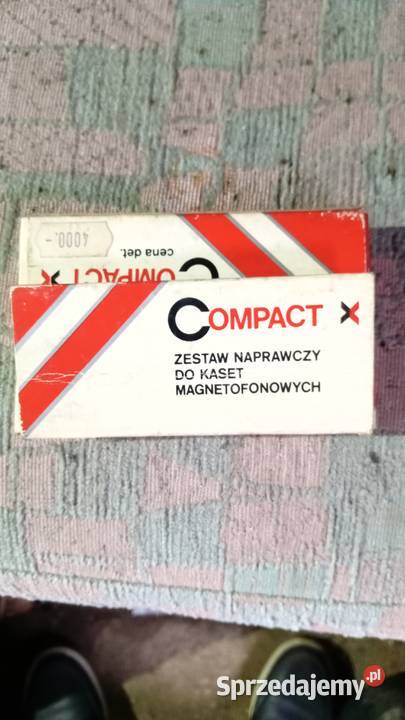 4000.-
cena det.
COMPACT X
COMPACT X
ZESTAW NAPRAWCZY
DO KASET
MAGNETOFONOWYCH
Sprzedajemy.pl